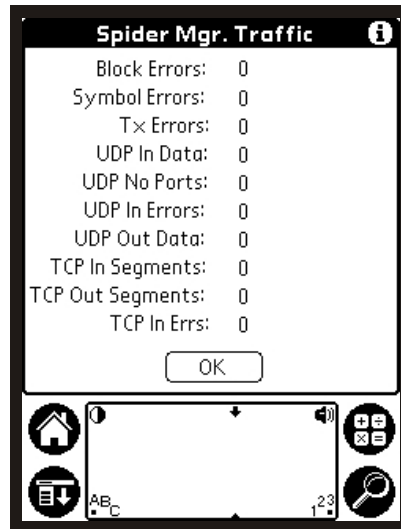 Spider Mgr. Traffic i
Block Errors: 0
Symbol Errors: 0
Tx Errors: 0
UDP In Data: 0
UDP No Ports: 0
UDP In Errors: 0
UDP Out Data: 0
TCP In Segments: 0
TCP Out Segments: 0
TCP In Errs: 0
OK
ABC 123